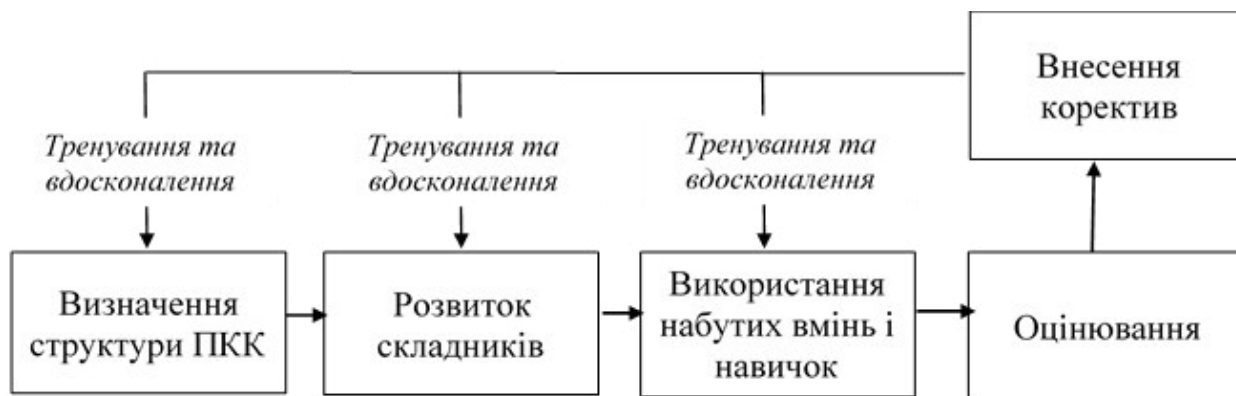 Внесення
коректив
Тренування та
вдосконалення
Тренування та
вдосконалення
Тренування та
вдосконалення
Визначення
структури ПКК
Розвиток
складників
Використання
набутих вмінь і
навичок
Оцінювання